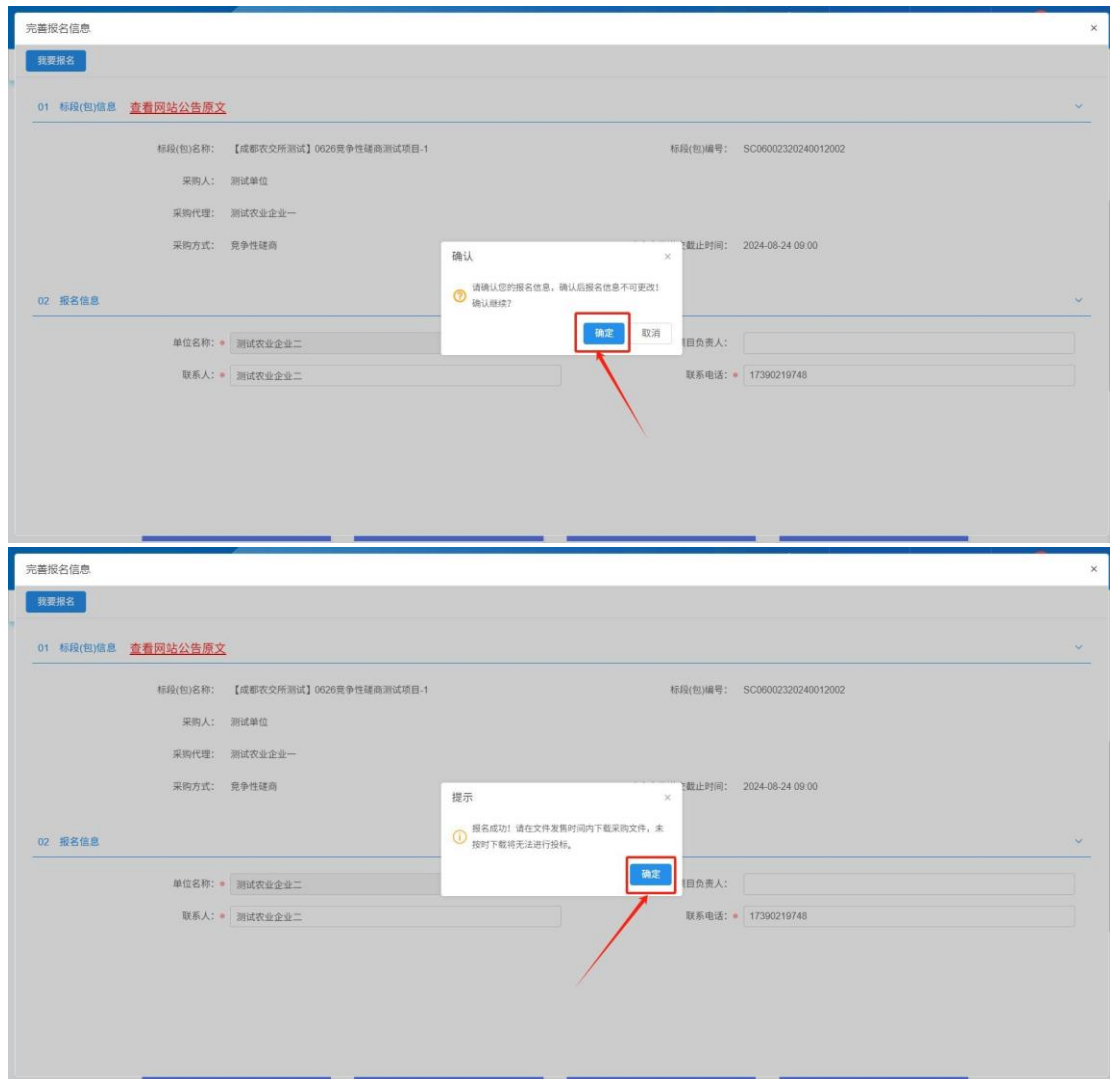 完善报名信息 ×
我要报名
01 标段(包)信息 查看网站公告原文
标段(包)名称: 【成都农交所测试】0626竞争性磋商测试项目-1 标段(包)编号: SC06002320240012002
采购人: 测试单位
采购代理: 测试农业企业一
采购方式: 竞争性磋商 截止时间: 2024-08-24 09:00
确认 ×
请确认您的报名信息,确认后报名信息不可更改!
确认继续?
确定 取消
02 报名信息
单位名称: * 测试农业企业二 目负责人:
联系人: * 测试农业企业二 联系电话: * 17390219748
完善报名信息 ×
我要报名
01 标段(包)信息 查看网站公告原文
标段(包)名称: 【成都农交所测试】0626竞争性磋商测试项目-1 标段(包)编号: SC06002320240012002
采购人: 测试单位
采购代理: 测试农业企业一
采购方式: 竞争性磋商 截止时间: 2024-08-24 09:00
提示 ×
报名成功!请在文件发售时间内下载采购文件,未
按时下载将无法进行投标。
确定
02 报名信息
单位名称: * 测试农业企业二 目负责人:
联系人: * 测试农业企业二 联系电话: * 17390219748